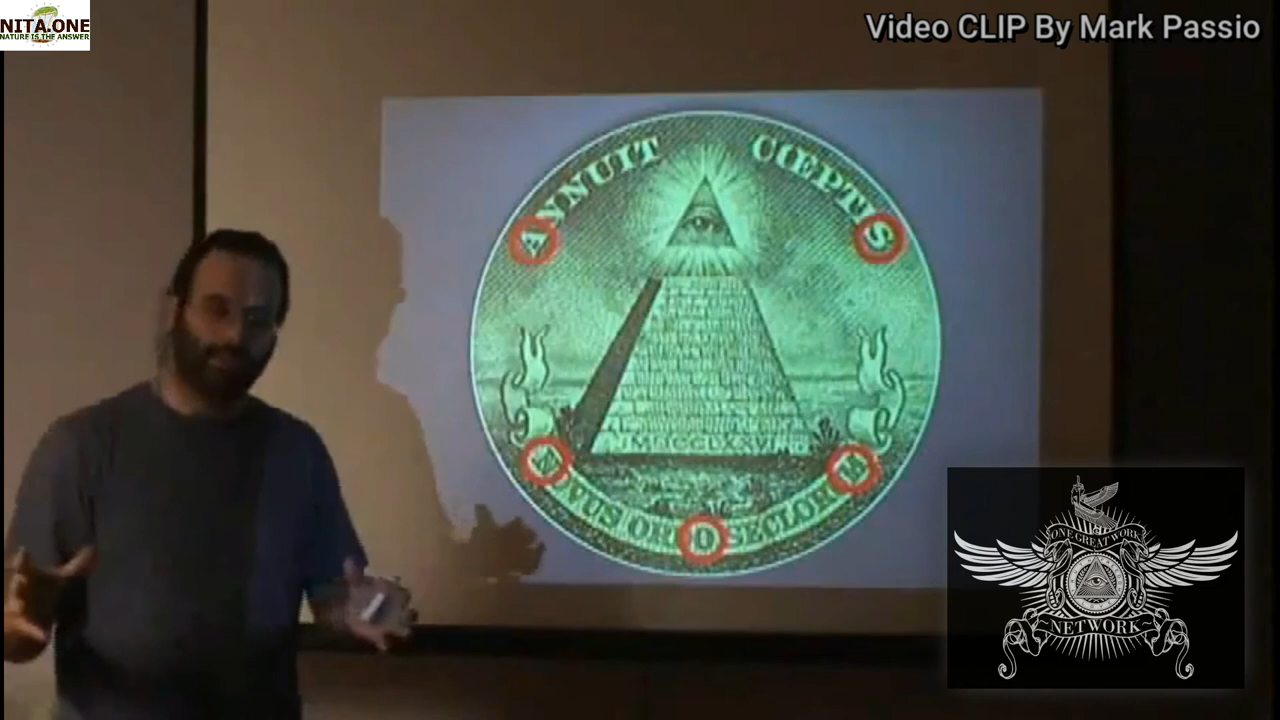 NITA.ONE
NATURE IS THE ANSWER
Video CLIP By Mark Passio
ANNUIT CŒPTIS
MDCCLXXVI
NOVUS ORDO SECLORUM
ONE GREAT WORK
NETWORK